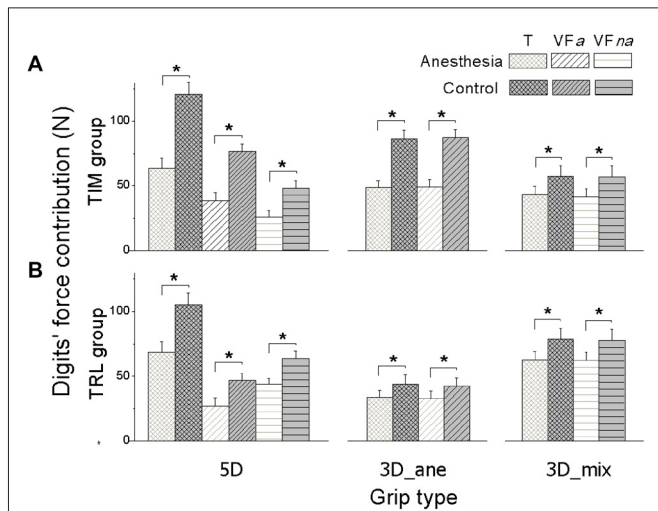 T VFa VFna
Anesthesia
Control
A
* * *
* *
* *
100
50
0
TIM group
B
* * *
* *
* *
100
50
0
TRL group
*
Digits' force contribution (N)
5D 3D_ane 3D_mix
Grip type